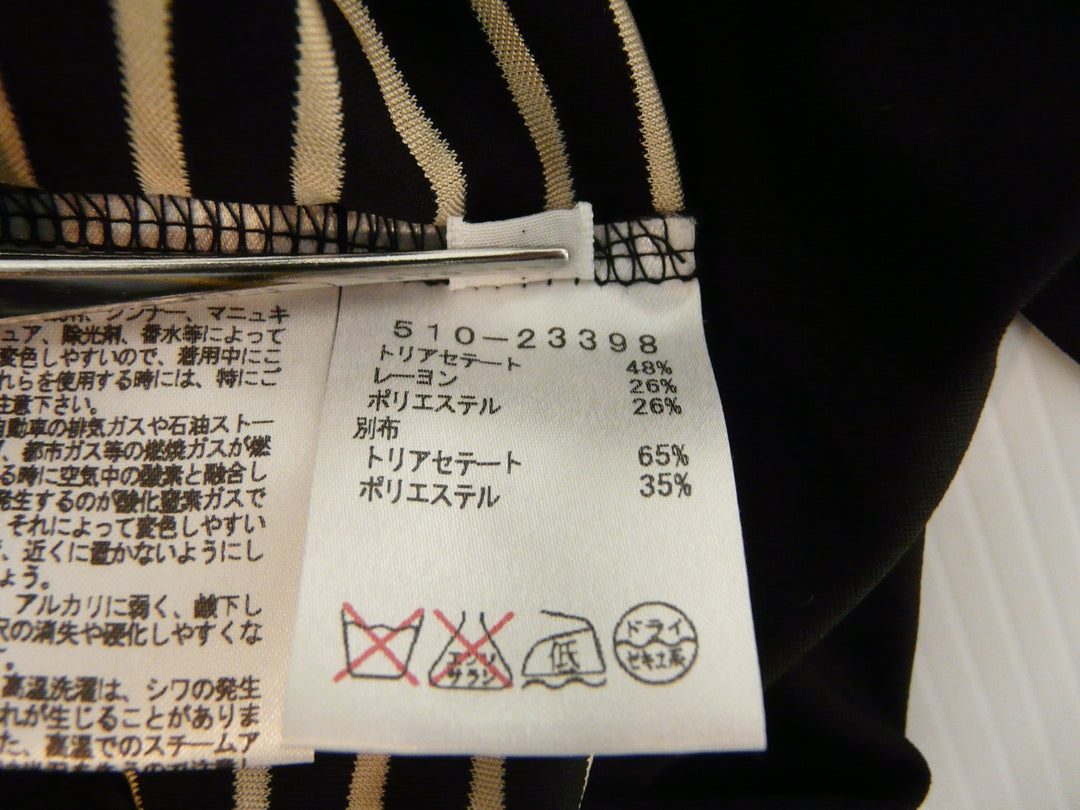 シンナー、マニュキ
ュア、除光剤、香水等によって
変色しやすいので、着用中にこ
れらを使用する時には、特にご
注意下さい。
自動車の排気ガスや石油ストー
、都市ガス等の燃焼ガスが燃
る時に空気中の酸素と融合し
発生するのが酸化窒素ガスで
、それによって変色しやすい
、近くに置かないようにし
ょう。
アルカリに弱く、鹸下し
沢の消失や硬化しやすくな
。
高温洗濯は、シワの発生
れが生じることがありま
た、高温でのスチームア
510-23398
トリアセテート 48%
レーヨン 26%
ポリエステル 26%
別布
トリアセテート 65%
ポリエステル 35%
エンソ
サラシ
低
ドライ
セキユ系